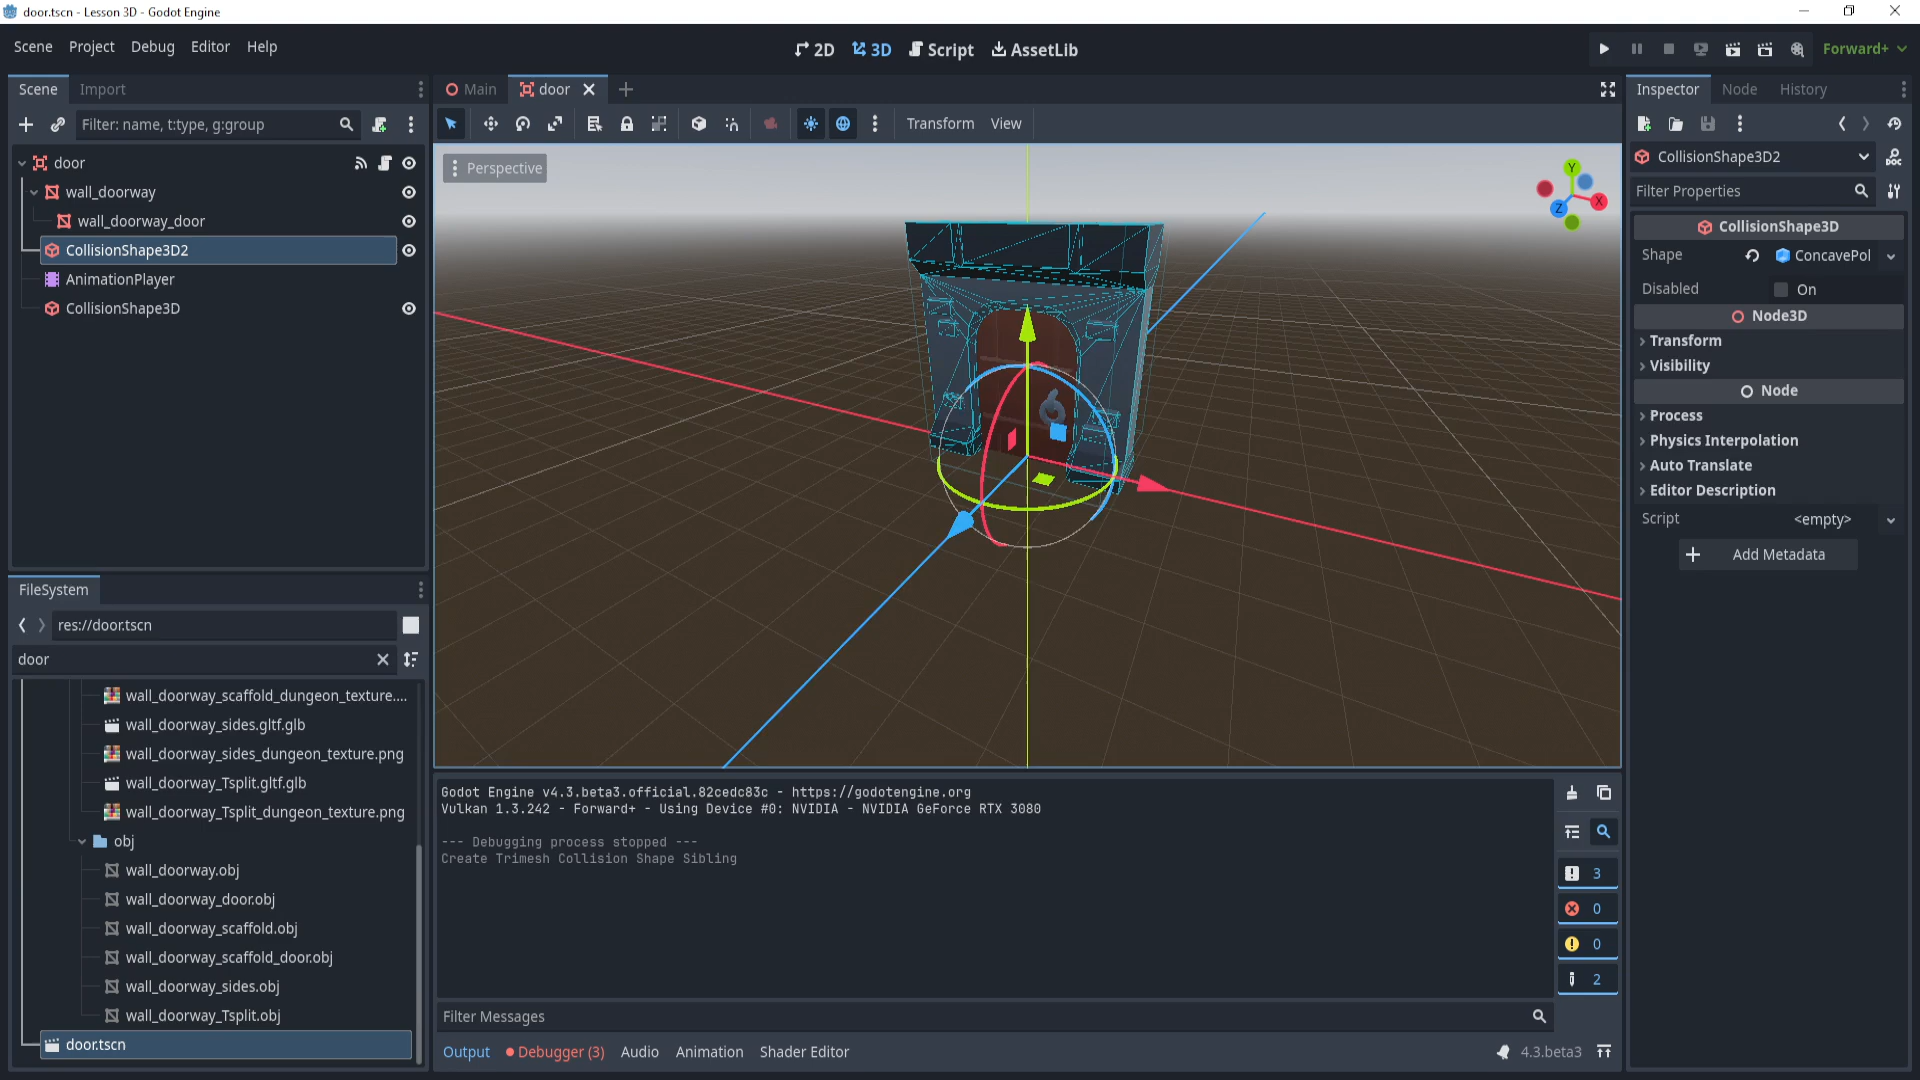 door.tscn - Lesson 3D - Godot Engine
Scene Project Debug Editor Help
2D 3D Script AssetLib
Forward+
Scene Import
Filter: name, t:type, g:group
door
wall_doorway
wall_doorway_door
CollisionShape3D2
AnimationPlayer
CollisionShape3D
FileSystem
res://door.tscn
door
wall_doorway_scaffold_dungeon_texture....
wall_doorway_sides.gltf.glb
wall_doorway_sides_dungeon_texture.png
wall_doorway_Tsplit.gltf.glb
wall_doorway_Tsplit_dungeon_texture.png
obj
wall_doorway.obj
wall_doorway_door.obj
wall_doorway_scaffold.obj
wall_doorway_scaffold_door.obj
wall_doorway_sides.obj
wall_doorway_Tsplit.obj
door.tscn
Main door
Transform View
Perspective
Y
X
Z
Godot Engine v4.3.beta3.official.82cedc83c - https://godotengine.org
Vulkan 1.3.242 - Forward+ - Using Device #0: NVIDIA - NVIDIA GeForce RTX 3080
--- Debugging process stopped ---
Create Trimesh Collision Shape Sibling
3
0
0
2
Filter Messages
Output Debugger (3) Audio Animation Shader Editor
4.3.beta3
Inspector Node History
CollisionShape3D2
Filter Properties
CollisionShape3D
Shape ConcavePol
Disabled On
Node3D
Transform
Visibility
Node
Process
Physics Interpolation
Auto Translate
Editor Description
Script <empty>
Add Metadata